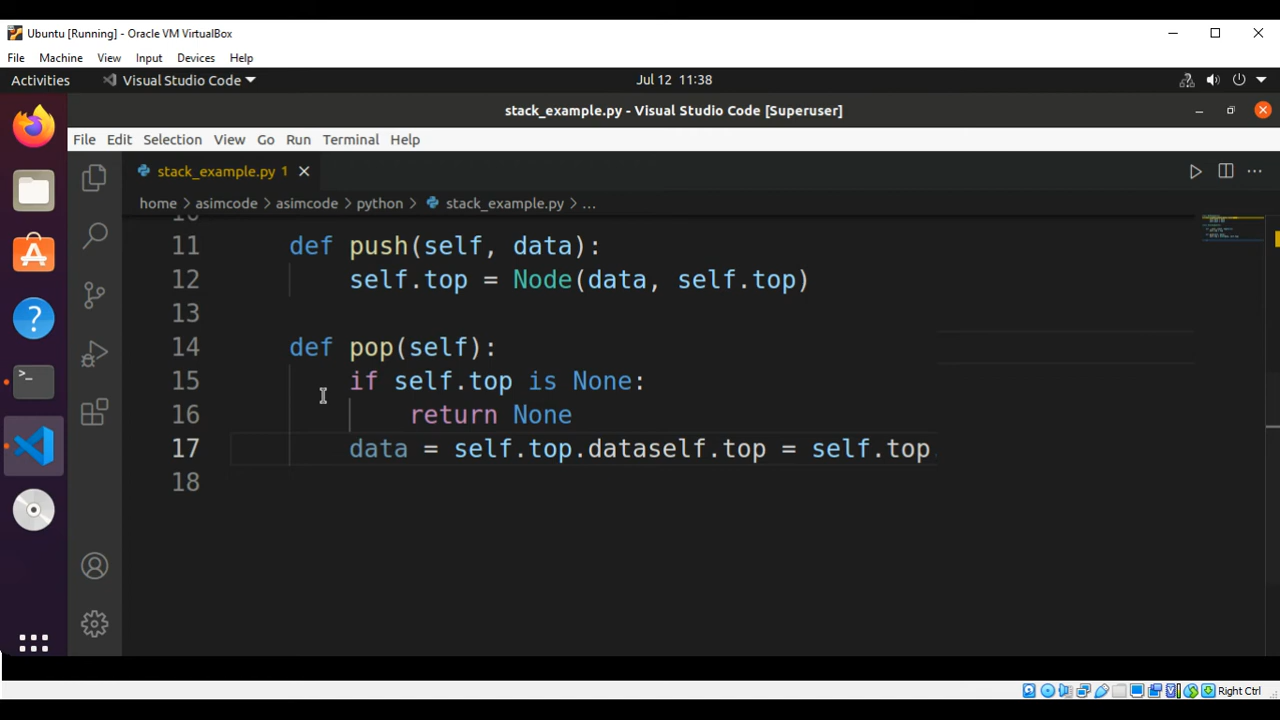 Ubuntu [Running] - Oracle VM VirtualBox
File Machine View Input Devices Help
Activities Visual Studio Code Jul 12 11:38
stack_example.py - Visual Studio Code [Superuser]
File Edit Selection View Go Run Terminal Help
stack_example.py 1
home > asimcode > asimcode > python > stack_example.py > ...
10
11 def push(self, data):
12 self.top = Node(data, self.top)
13
14 def pop(self):
15 if self.top is None:
16 return None
17 data = self.top.dataself.top = self.top.
18
Right Ctrl